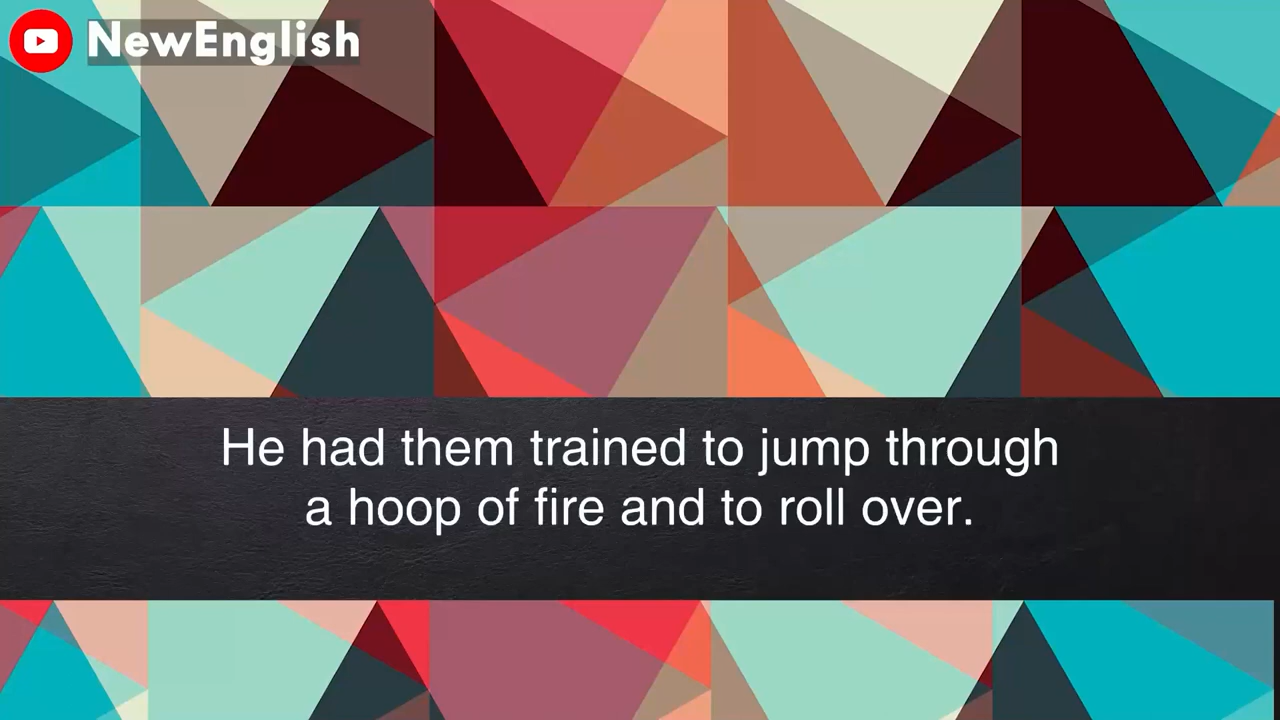 NewEnglish
He had them trained to jump through
a hoop of fire and to roll over.